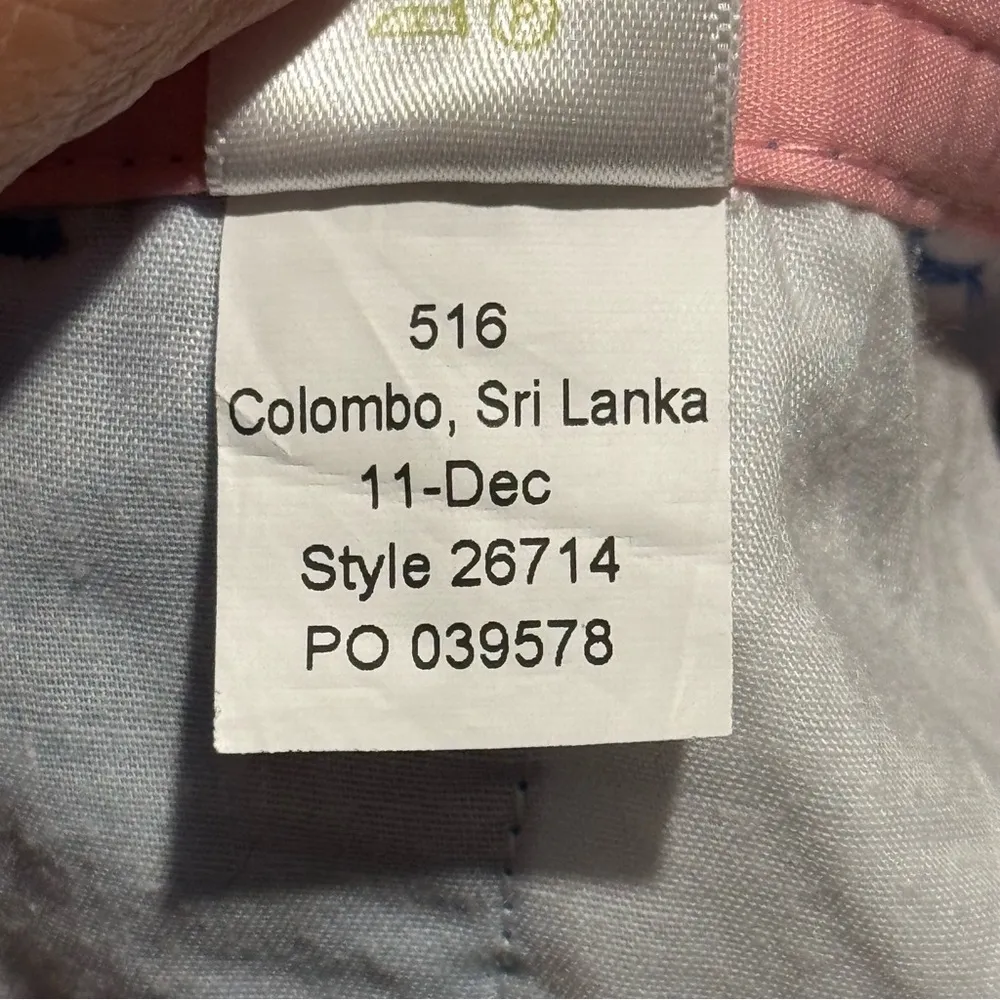 516
Colombo, Sri Lanka
11-Dec
Style 26714
PO 039578